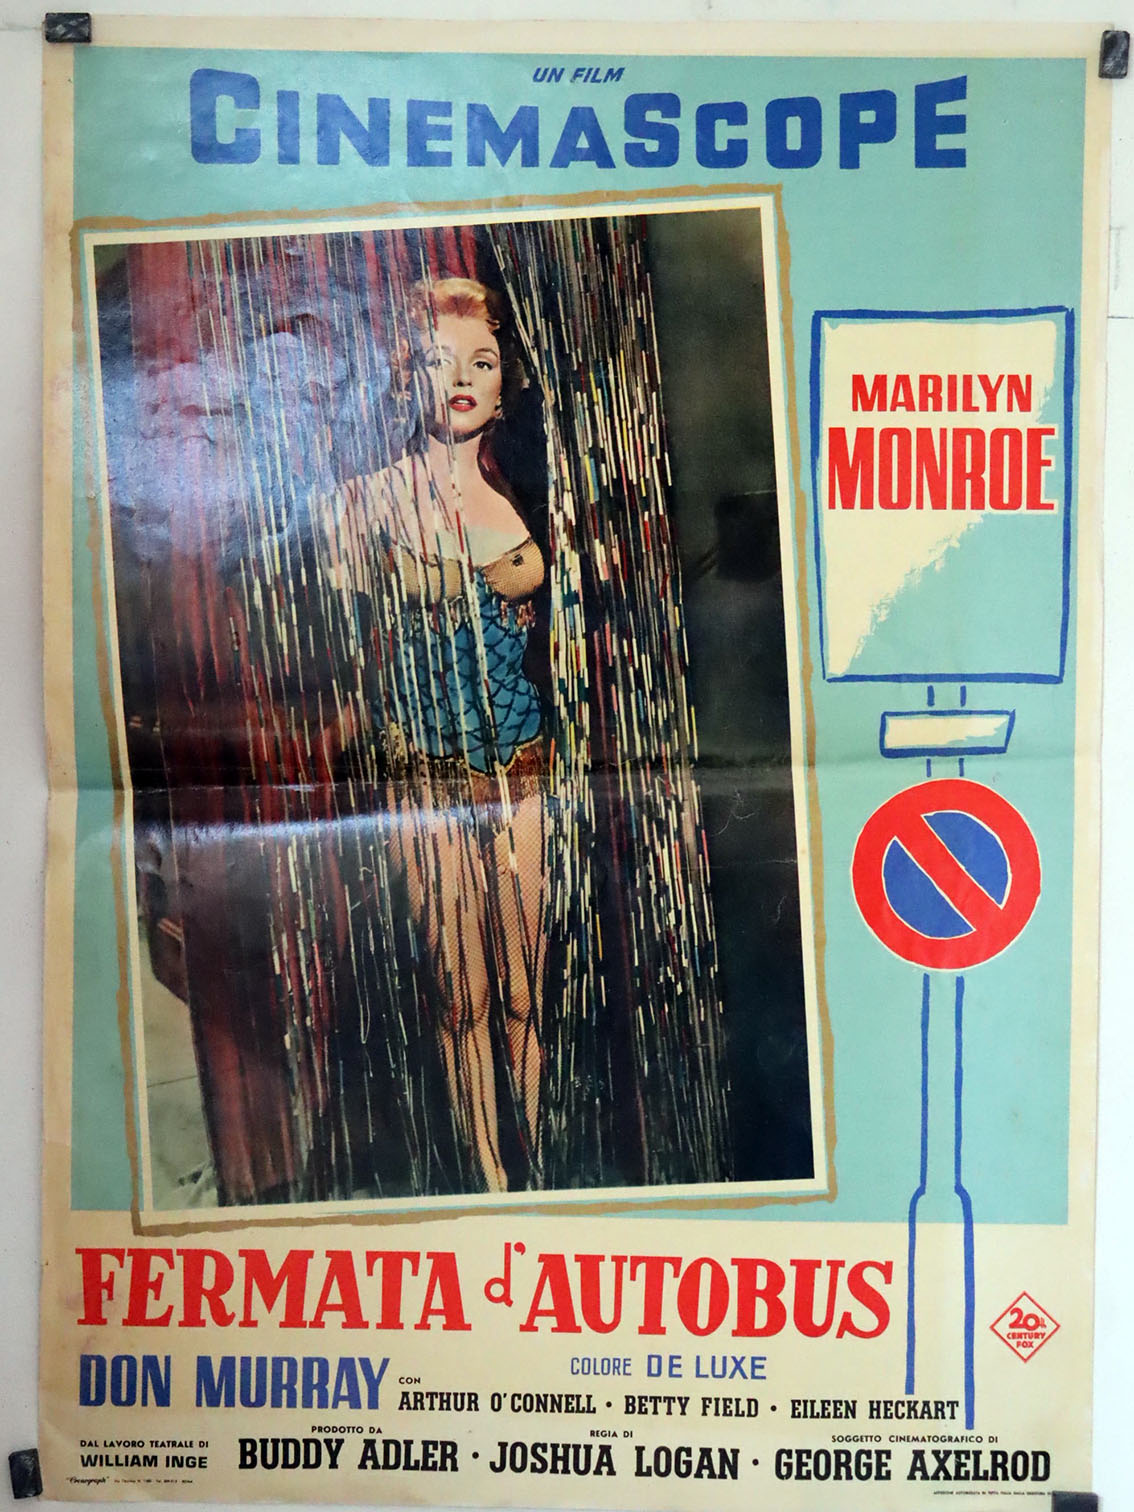 UN FILM
CINEMASCOPE
MARILYN
MONROE
FERMATA d'AUTOBUS
20th
CENTURY
FOX
DON MURRAY
COLORE DE LUXE
CON
ARTHUR O'CONNELL • BETTY FIELD • EILEEN HECKART
DAL LAVORO TEATRALE DI
WILLIAM INGE
PRODOTTO DA
BUDDY ADLER •
REGIA DI
JOSHUA LOGAN •
SOGGETTO CINEMATOGRAFICO DI
GEORGE AXELROD